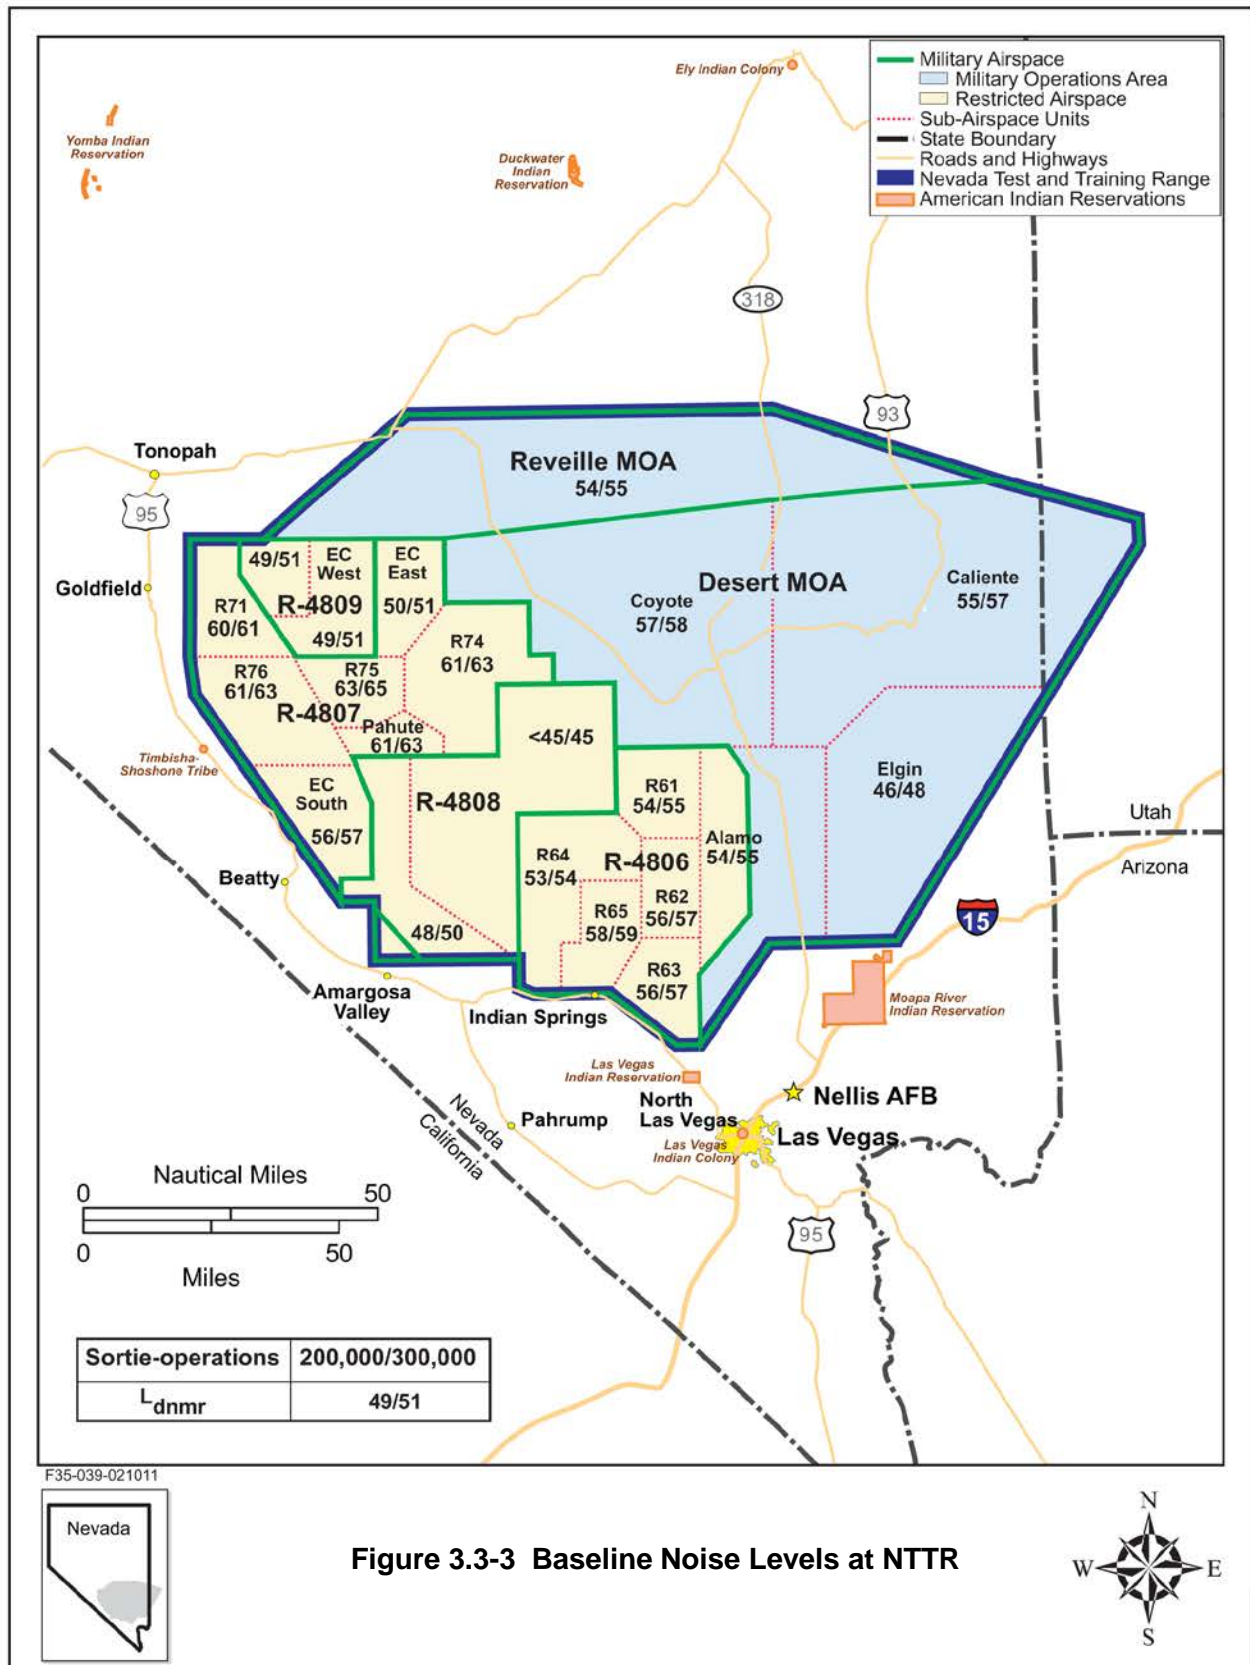 Military Airspace
Military Operations Area
Restricted Airspace
Sub-Airspace Units
State Boundary
Roads and Highways
Nevada Test and Training Range
American Indian Reservations
Ely Indian Colony
Yomba Indian
Reservation
Duckwater
Indian
Reservation
318
93
Tonopah
95
Goldfield
Reveille MOA
54/55
Desert MOA
Coyote
57/58
Caliente
55/57
Elgin
46/48
49/51
EC
West
EC
East
50/51
R-4809
49/51
R71
60/61
R74
61/63
R76
61/63
R75
63/65
R-4807
Pahute
61/63
<45/45
Timbisha-
Shoshone Tribe
EC
South
56/57
R-4808
R61
54/55
Alamo
54/55
R64
53/54
R-4806
R62
56/57
R65
58/59
R63
56/57
48/50
Beatty
Amargosa
Valley
Indian Springs
Utah
Arizona
15
Moapa River
Indian Reservation
Las Vegas
Indian Reservation
North
Las Vegas
Nellis AFB
Las Vegas
Las Vegas
Indian Colony
Pahrump
Nevada
California
95
Nautical Miles
0 50
0 50
Miles
Sortie-operations 200,000/300,000
Ldnmr 49/51
F35-039-021011
Nevada
Figure 3.3-3 Baseline Noise Levels at NTTR
N
W E
S